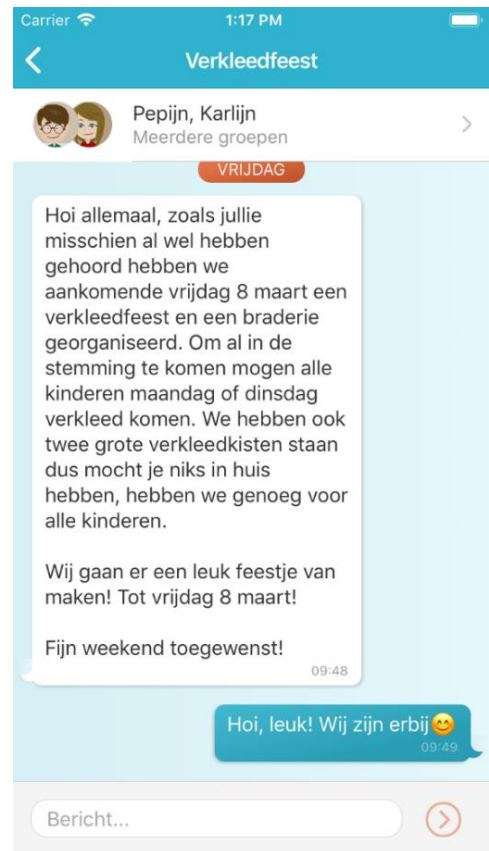 Carrier 1:17 PM
Verkleedfeest
Pepijn, Karlijn
Meerdere groepen
VRIJDAG
Hoi allemaal, zoals jullie
misschien al wel hebben
gehoord hebben we
aankomende vrijdag 8 maart een
verkleedfeest en een braderie
georganiseerd. Om al in de
stemming te komen mogen alle
kinderen maandag of dinsdag
verkleed komen. We hebben ook
twee grote verkleedkisten staan
dus mocht je niks in huis
hebben, hebben we genoeg voor
alle kinderen.
Wij gaan er een leuk feestje van
maken! Tot vrijdag 8 maart!
Fijn weekend toegewenst!
09:48
Hoi, leuk! Wij zijn erbij😊
09:49
Bericht...